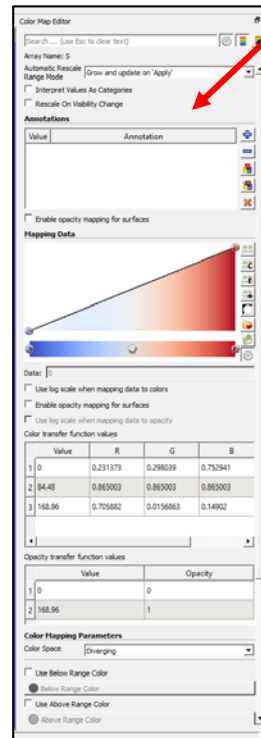 Color Map Editor
Search ... (use Esc to clear text)
Array Name: S
Automatic Rescale
Range Mode
Grow and update on 'Apply'
Interpret Values As Categories
Rescale On Visibility Change
Annotations
Value Annotation
Enable opacity mapping for surfaces
Mapping Data
Data: 0
Use log scale when mapping data to colors
Enable opacity mapping for surfaces
Use log scale when mapping data to opacity
Color transfer function values
Value R G B
1 0 0.231373 0.298039 0.752941
2 84.48 0.865003 0.865003 0.865003
3 168.96 0.705882 0.0156863 0.14902
Opacity transfer function values
Value Opacity
1 0 0
2 168.96 1
Color Mapping Parameters
Color Space Diverging
Use Below Range Color
Below Range Color
Use Above Range Color
Above Range Color